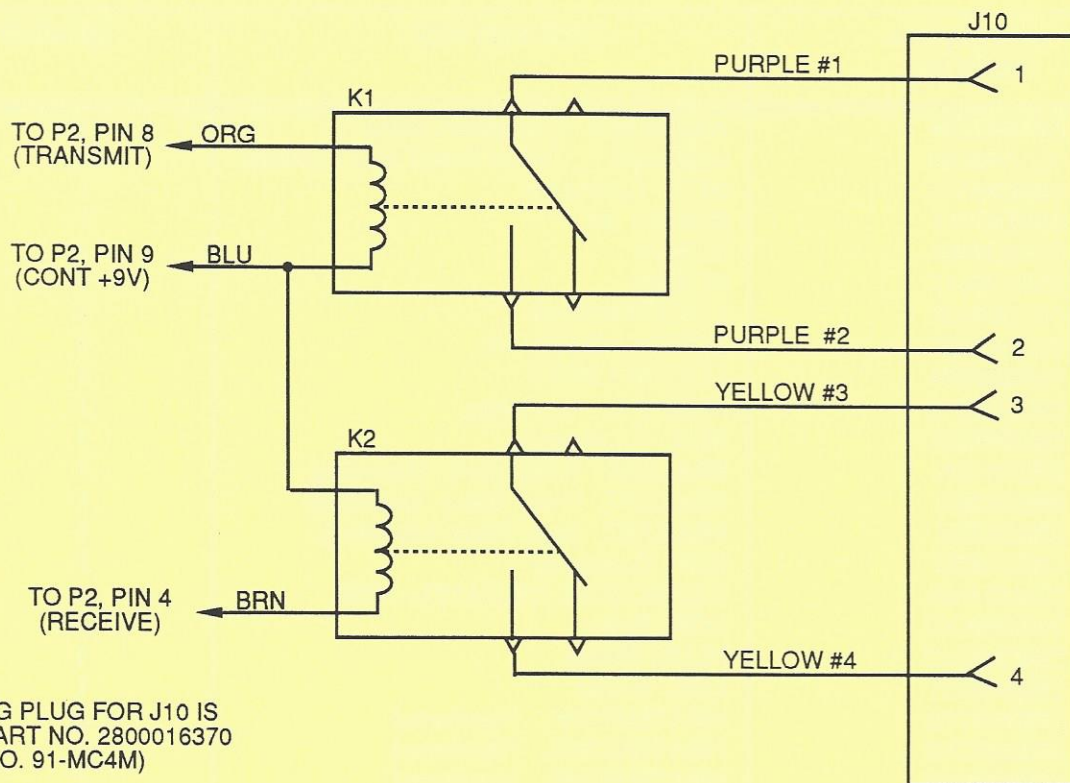 J10
PURPLE #1
1
K1
TO P2, PIN 8
(TRANSMIT)
ORG
TO P2, PIN 9
(CONT +9V)
BLU
PURPLE #2
2
YELLOW #3
3
K2
TO P2, PIN 4
(RECEIVE)
BRN
YELLOW #4
4
G PLUG FOR J10 IS
ART NO. 2800016370
O. 91-MC4M)